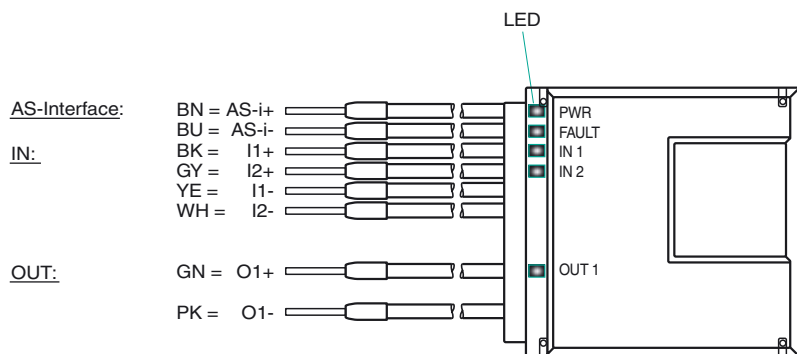 LED
AS-Interface: BN = AS-i+ PWR
BU = AS-i- FAULT
IN: BK = I1+ IN 1
GY = I2+ IN 2
YE = I1-
WH = I2-
OUT: GN = O1+ OUT 1
PK = O1-